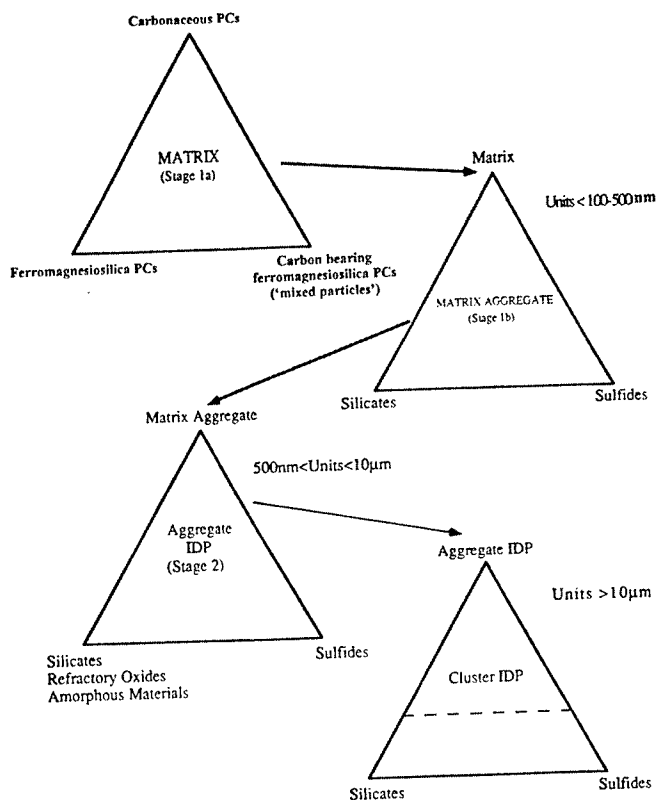 Carbonaceous PCs
MATRIX
(Stage 1a)
Ferromagnesiosilica PCs
Carbon bearing
ferromagnesiosilica PCs
('mixed particles')
Matrix
Units<100-500nm
MATRIX AGGREGATE
(Stage 1b)
Silicates
Sulfides
Matrix Aggregate
500nm<Units<10µm
Aggregate
IDP
(Stage 2)
Silicates
Refractory Oxides
Amorphous Materials
Sulfides
Aggregate IDP
Units >10µm
Cluster IDP
Silicates
Sulfides